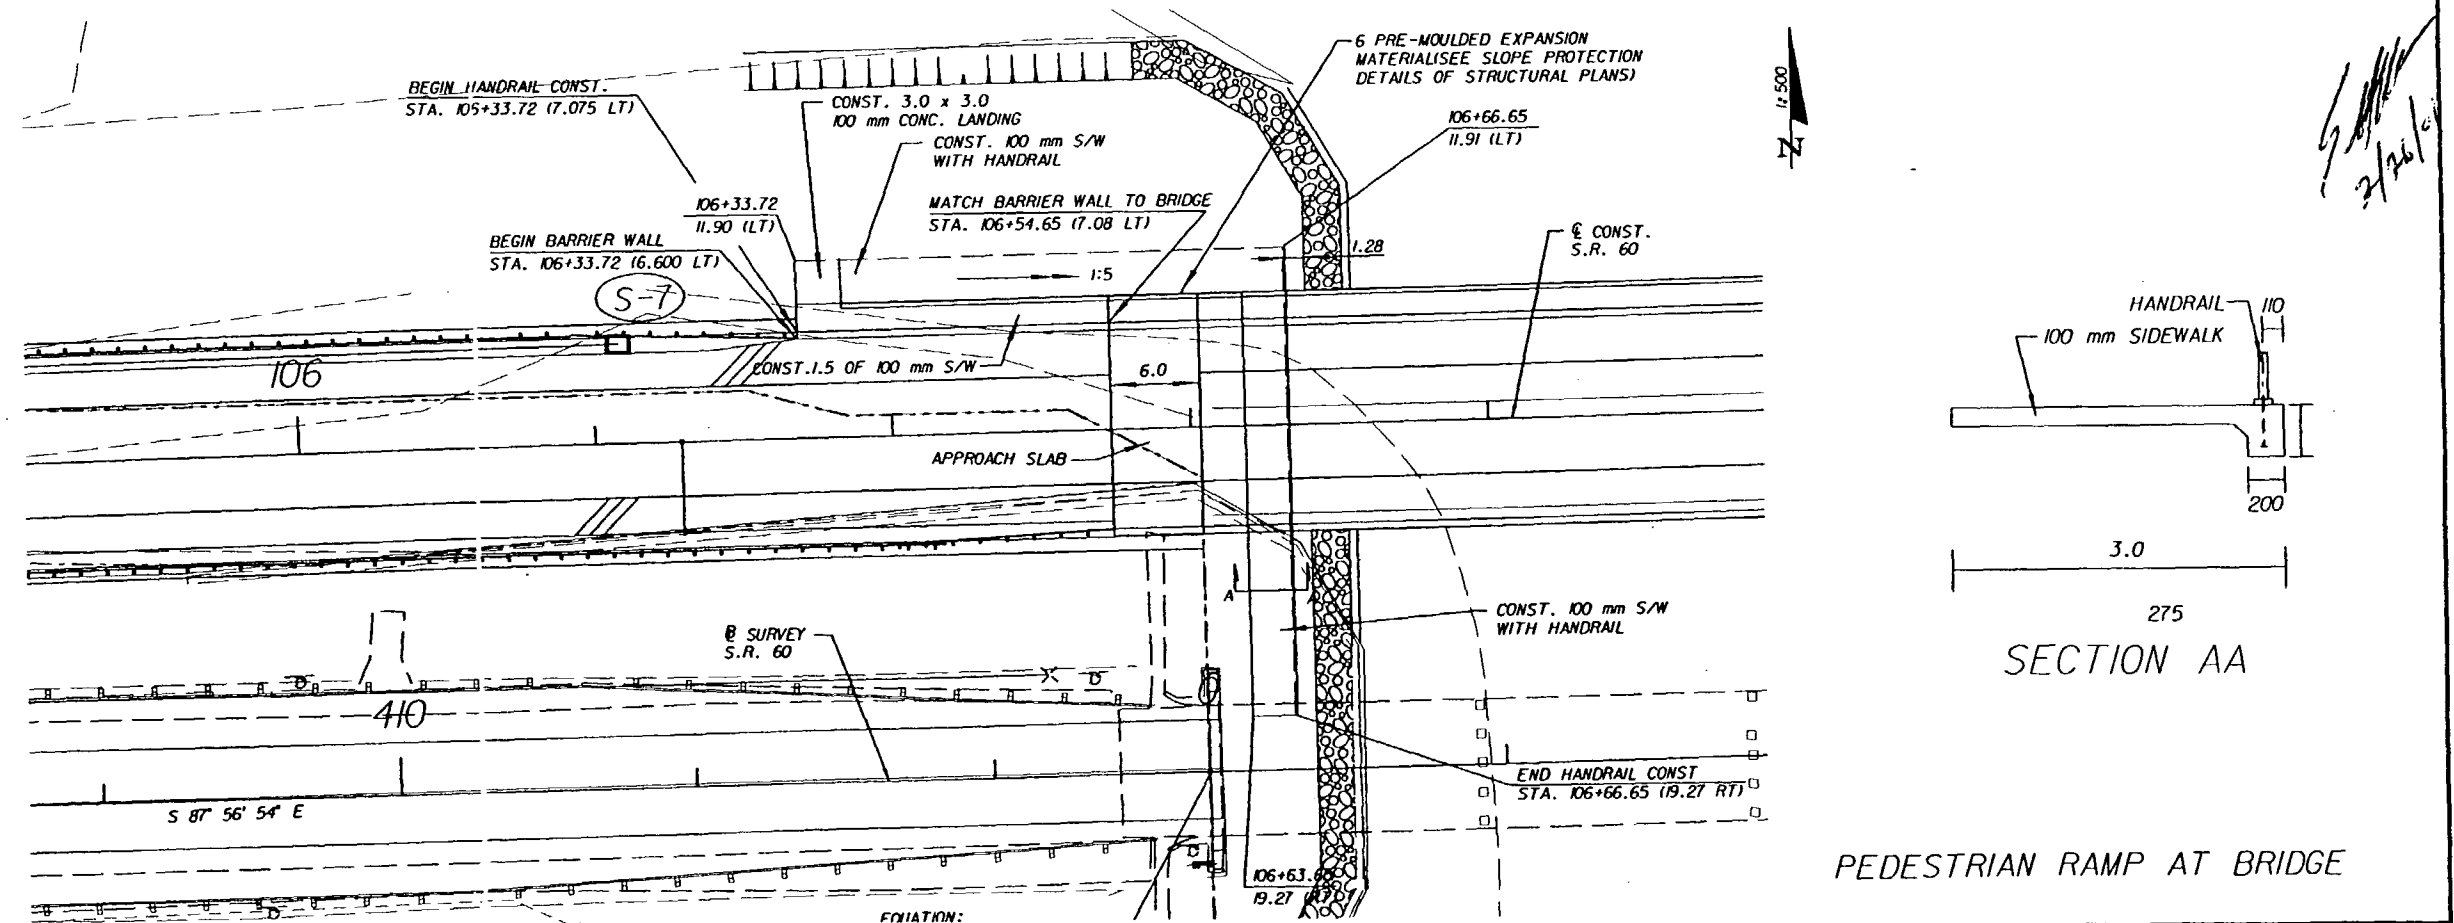 BEGIN HANDRAIL CONST.
STA. 105+33.72 (7.075 LT)
CONST. 3.0 x 3.0
100 mm CONC. LANDING
CONST. 100 mm S/W
WITH HANDRAIL
6 PRE-MOULDED EXPANSION
MATERIAL(SEE SLOPE PROTECTION
DETAILS OF STRUCTURAL PLANS)
106+66.65
11.91 (LT)
1:500
N
106+33.72
11.90 (LT)
MATCH BARRIER WALL TO BRIDGE
STA. 106+54.65 (7.08 LT)
BEGIN BARRIER WALL
STA. 106+33.72 (6.600 LT)
S-7
1:5
1.28
℄ CONST.
S.R. 60
HANDRAIL
110
100 mm SIDEWALK
106
CONST.1.5 OF 100 mm S/W
6.0
APPROACH SLAB
200
3.0
275
SECTION AA
A
CONST. 100 mm S/W
WITH HANDRAIL
SURVEY
S.R. 60
410
S 87° 56' 54" E
END HANDRAIL CONST
STA. 106+66.65 (19.27 RT)
PEDESTRIAN RAMP AT BRIDGE
19.27
EQUATION: